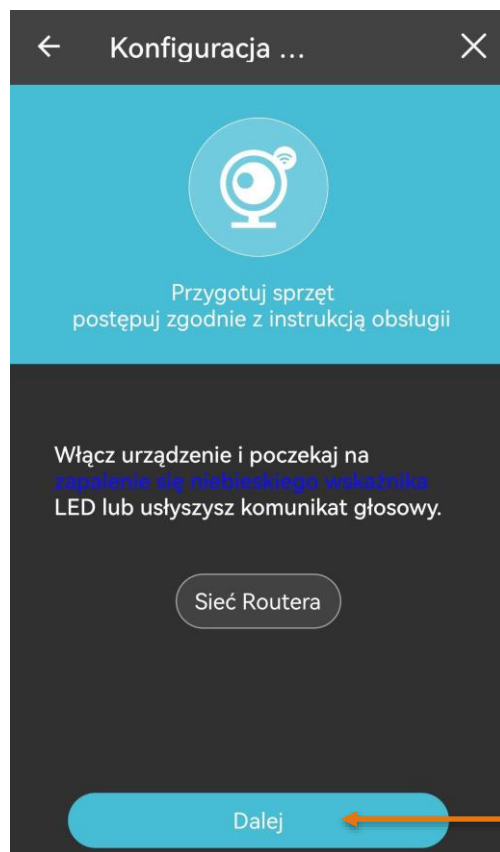 Konfiguracja ...
Przygotuj sprzęt
postępuj zgodnie z instrukcją obsługii
Włącz urządzenie i poczekaj na
zapalenie się niebieskiego wskaźnika
LED lub usłyszysz komunikat głosowy.
Sieć Routera
Dalej